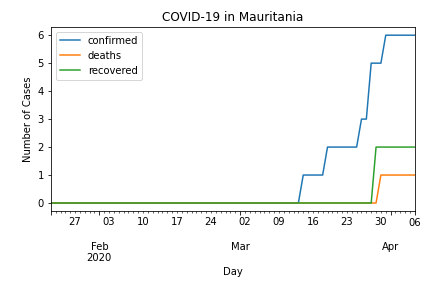 COVID-19 in Mauritania
confirmed
deaths
recovered
6
5
4
3
2
1
0
Number of Cases
27 03 10 17 24 02 09 16 23 30 06
Feb Mar Apr
2020
Day